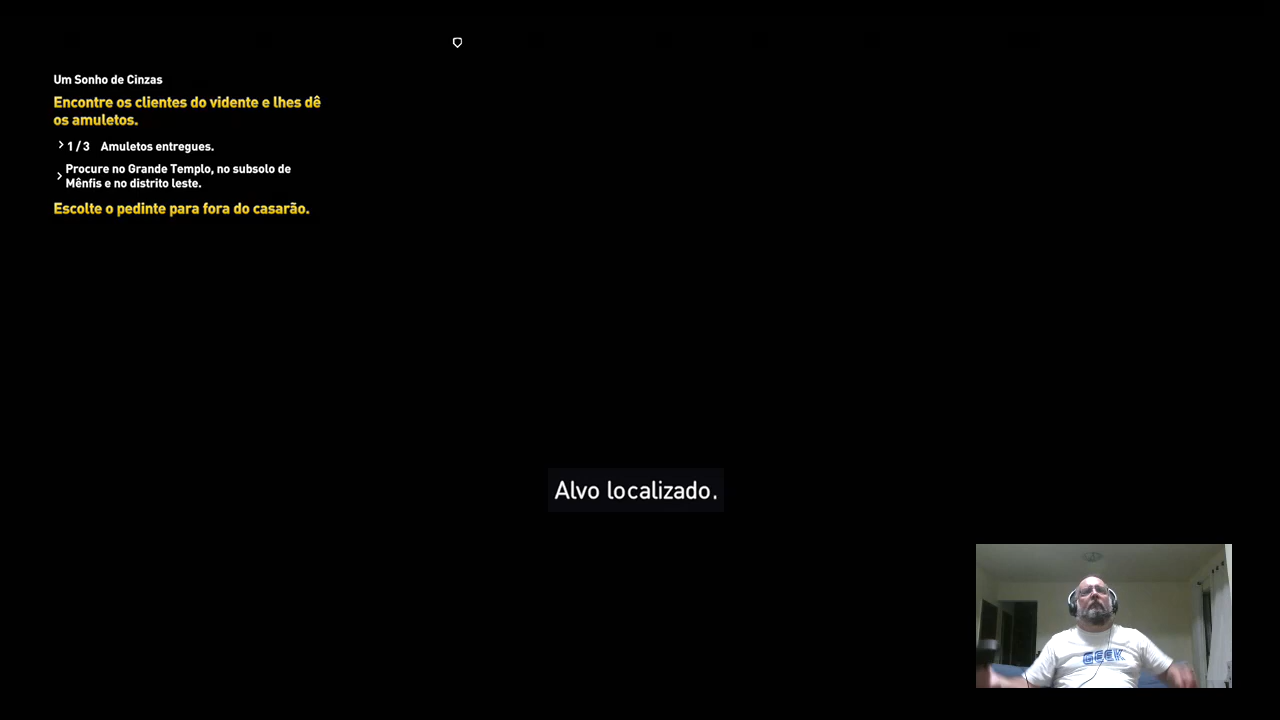 Um Sonho de Cinzas
Encontre os clientes do vidente e lhes dê
os amuletos.
1 / 3 Amuletos entregues.
Procure no Grande Templo, no subsolo de
Mênfis e no distrito leste.
Escolte o pedinte para fora do casarão.
Alvo localizado.
GEEK